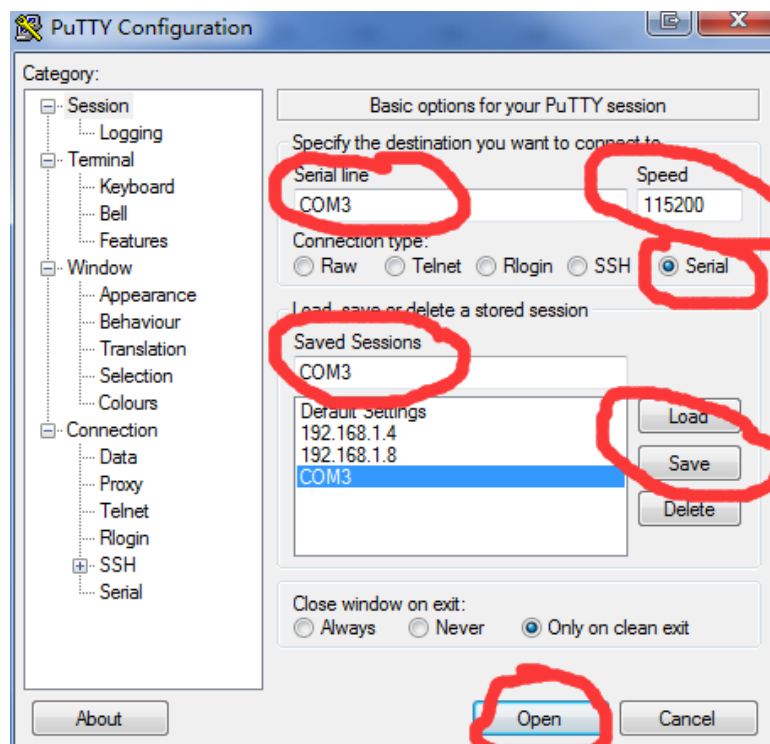 PuTTY Configuration
Category:
Session
Logging
Terminal
Keyboard
Bell
Features
Window
Appearance
Behaviour
Translation
Selection
Colours
Connection
Data
Proxy
Telnet
Rlogin
SSH
Serial
Basic options for your PuTTY session
Specify the destination you want to connect to
Serial line Speed
COM3 115200
Connection type:
Raw Telnet Rlogin SSH Serial
Load, save or delete a stored session
Saved Sessions
COM3
Default Settings
192.168.1.4
192.168.1.8
COM3
Load
Save
Delete
Close window on exit:
Always Never Only on clean exit
About Open Cancel